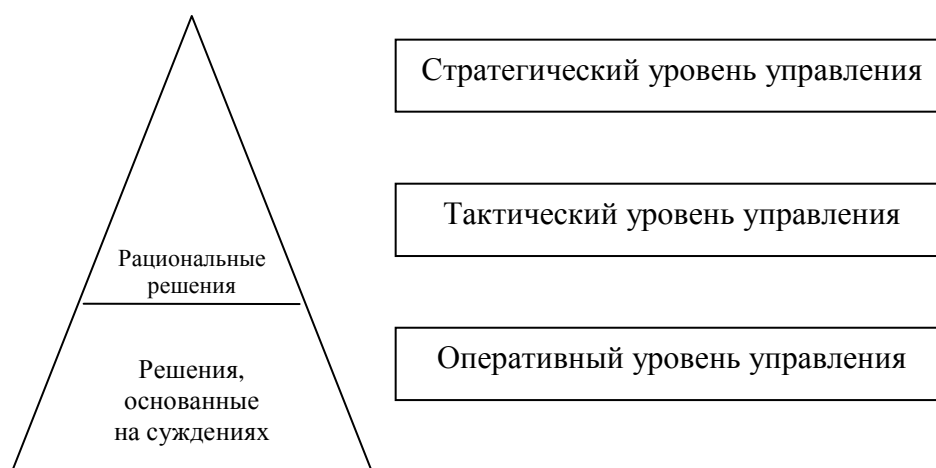 Стратегический уровень управления
Тактический уровень управления
Рациональные
решения
Оперативный уровень управления
Решения,
основанные
на суждениях